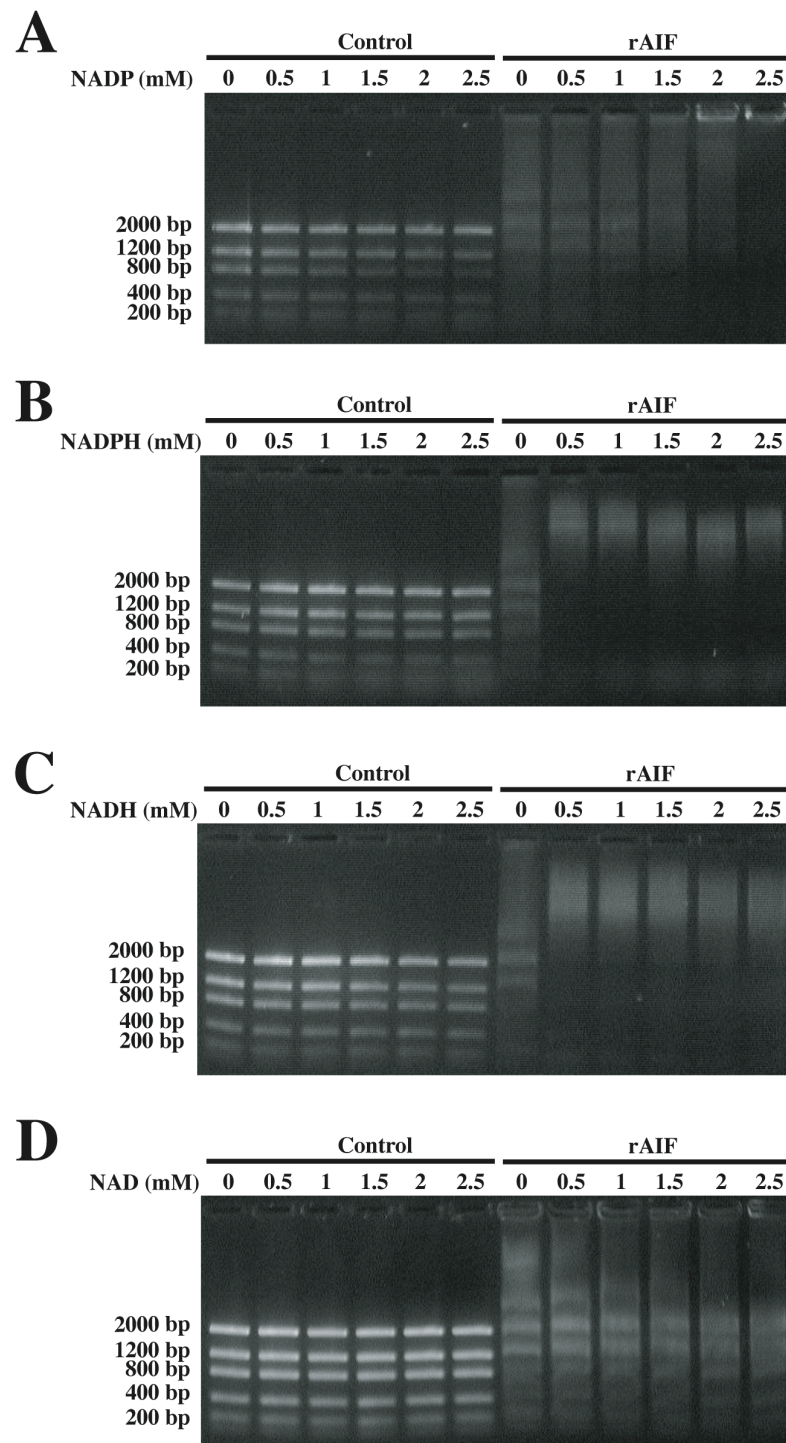 A
Control rAIF
NADP (mM) 0 0.5 1 1.5 2 2.5 0 0.5 1 1.5 2 2.5
2000 bp
1200 bp
800 bp
400 bp
200 bp
B
Control rAIF
NADPH (mM) 0 0.5 1 1.5 2 2.5 0 0.5 1 1.5 2 2.5
2000 bp
1200 bp
800 bp
400 bp
200 bp
C
Control rAIF
NADH (mM) 0 0.5 1 1.5 2 2.5 0 0.5 1 1.5 2 2.5
2000 bp
1200 bp
800 bp
400 bp
200 bp
D
Control rAIF
NAD (mM) 0 0.5 1 1.5 2 2.5 0 0.5 1 1.5 2 2.5
2000 bp
1200 bp
800 bp
400 bp
200 bp